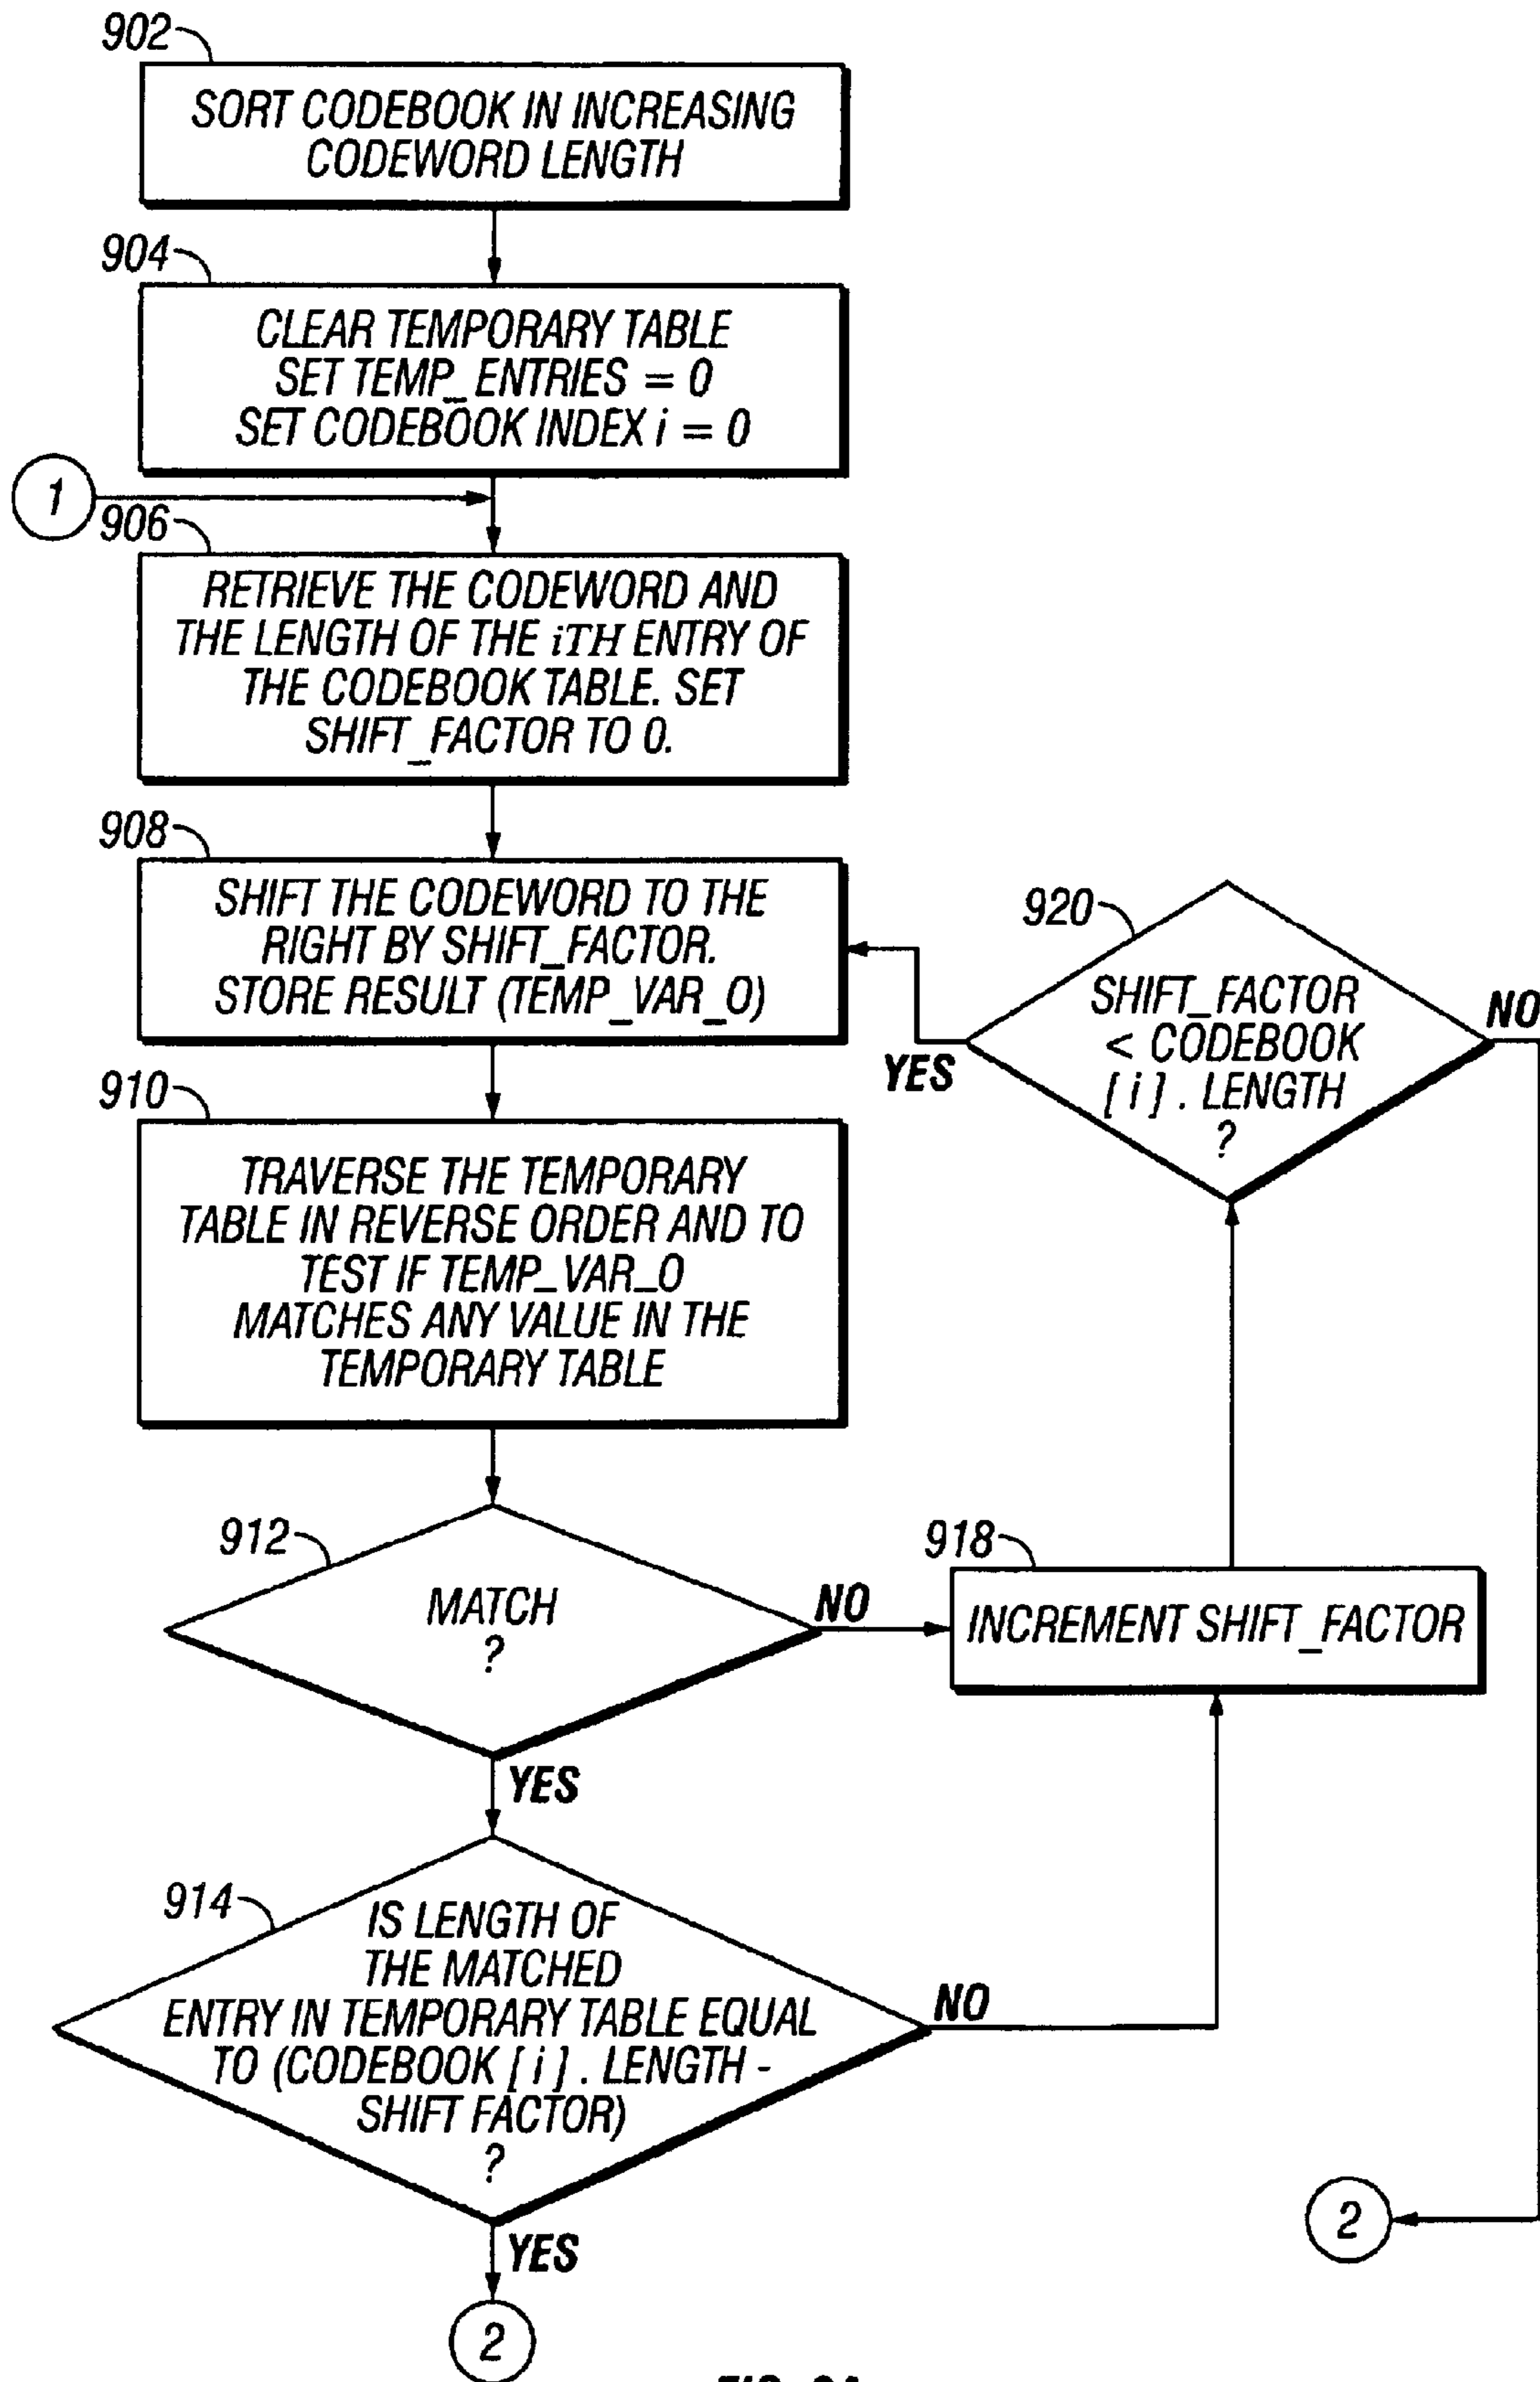 902
SORT CODEBOOK IN INCREASING
CODEWORD LENGTH
904
CLEAR TEMPORARY TABLE
SET TEMP_ENTRIES = 0
SET CODEBOOK INDEX i = 0
1
906
RETRIEVE THE CODEWORD AND
THE LENGTH OF THE iTH ENTRY OF
THE CODEBOOK TABLE. SET
SHIFT_FACTOR TO 0.
908
SHIFT THE CODEWORD TO THE
RIGHT BY SHIFT_FACTOR.
STORE RESULT (TEMP_VAR_0)
920
SHIFT_FACTOR
< CODEBOOK
[ i ] . LENGTH
?
YES
NO
910
TRAVERSE THE TEMPORARY
TABLE IN REVERSE ORDER AND TO
TEST IF TEMP_VAR_0
MATCHES ANY VALUE IN THE
TEMPORARY TABLE
912
MATCH
?
NO
918
INCREMENT SHIFT_FACTOR
YES
914
IS LENGTH OF
THE MATCHED
ENTRY IN TEMPORARY TABLE EQUAL
TO (CODEBOOK [ i ] . LENGTH -
SHIFT FACTOR)
?
NO
YES
2
2